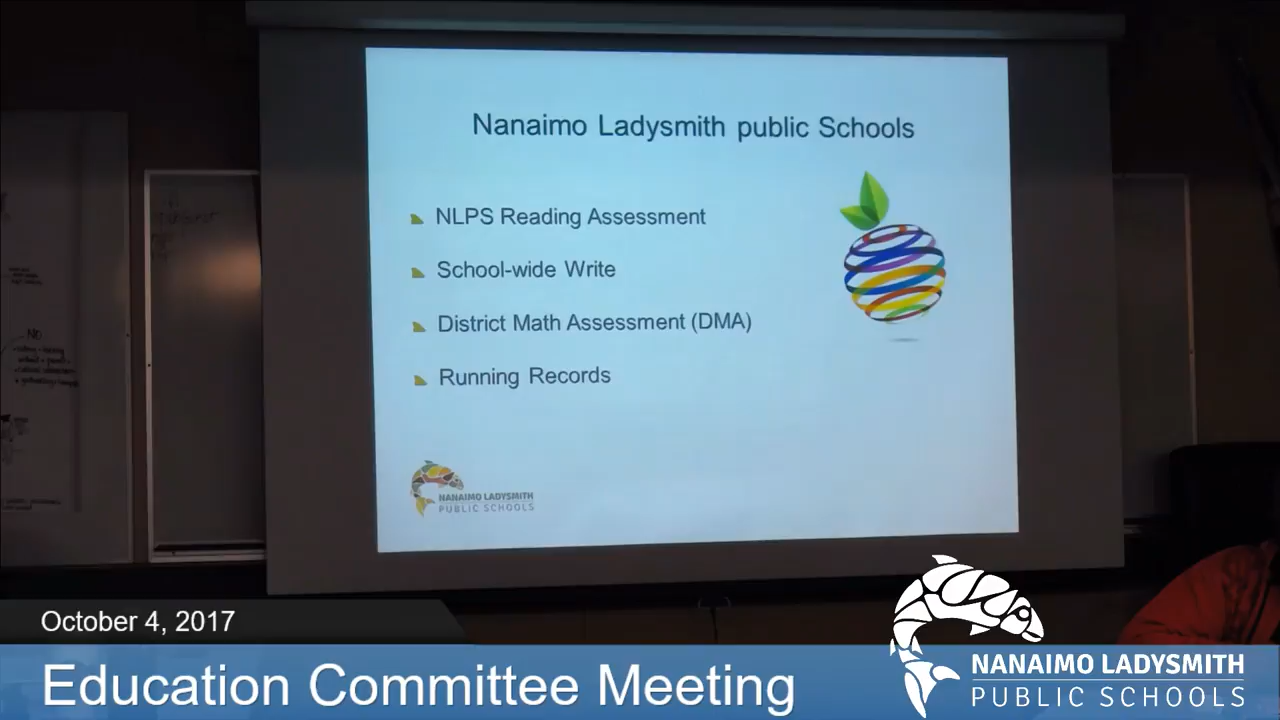 Nanaimo Ladysmith public Schools
NLPS Reading Assessment
School-wide Write
District Math Assessment (DMA)
Running Records
NANAIMO LADYSMITH
PUBLIC SCHOOLS
October 4, 2017
Education Committee Meeting
NANAIMO LADYSMITH
PUBLIC SCHOOLS